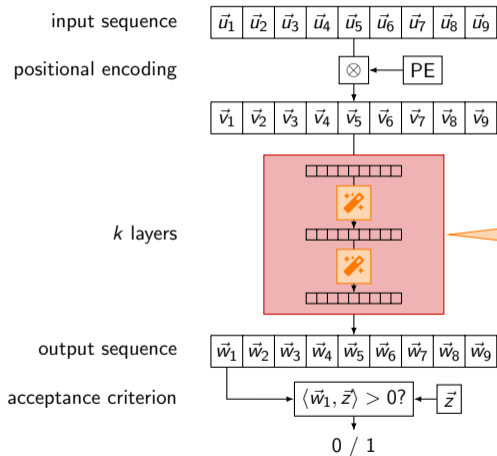 input sequence u⃗₁ u⃗₂ u⃗₃ u⃗₄ u⃗₅ u⃗₆ u⃗₇ u⃗₈ u⃗₉
positional encoding ⊗ PE
v⃗₁ v⃗₂ v⃗₃ v⃗₄ v⃗₅ v⃗₆ v⃗₇ v⃗₈ v⃗₉
k layers
output sequence w⃗₁ w⃗₂ w⃗₃ w⃗₄ w⃗₅ w⃗₆ w⃗₇ w⃗₈ w⃗₉
acceptance criterion ⟨w⃗₁, z⃗⟩ > 0? z⃗
0 / 1